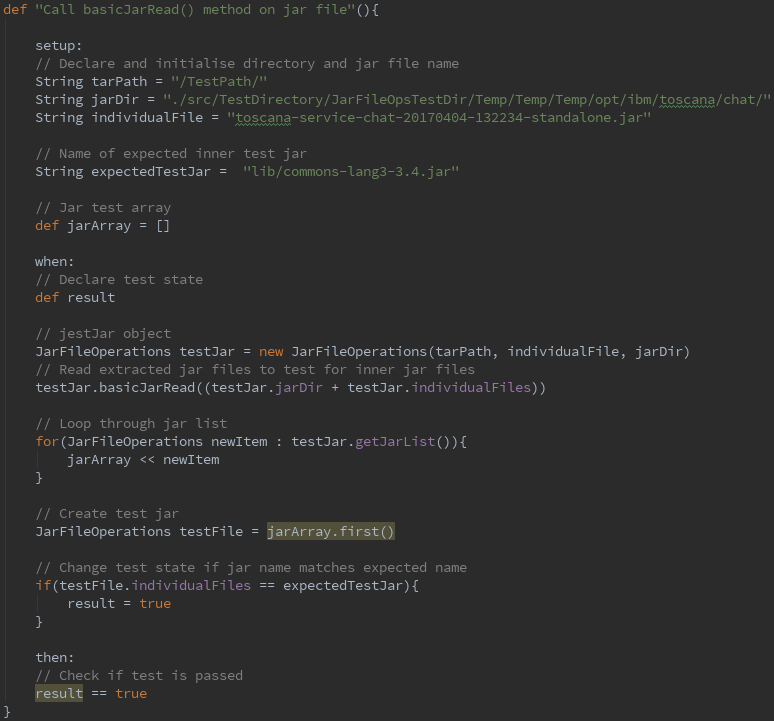 def "Call basicJarRead() method on jar file"(){
setup:
// Declare and initialise directory and jar file name
String tarPath = "/TestPath/"
String jarDir = "./src/TestDirectory/JarFileOpsTestDir/Temp/Temp/Temp/opt/ibm/toscana/chat/"
String individualFile = "toscana-service-chat-20170404-132234-standalone.jar"
// Name of expected inner test jar
String expectedTestJar =  "lib/commons-lang3-3.4.jar"
// Jar test array
def jarArray = []
when:
// Declare test state
def result
// jestJar object
JarFileOperations testJar = new JarFileOperations(tarPath, individualFile, jarDir)
// Read extracted jar files to test for inner jar files
testJar.basicJarRead((testJar.jarDir + testJar.individualFiles))
// Loop through jar list
for(JarFileOperations newItem : testJar.getJarList()){
jarArray << newItem
}
// Create test jar
JarFileOperations testFile = jarArray.first()
// Change test state if jar name matches expected name
if(testFile.individualFiles == expectedTestJar){
result = true
}
then:
// Check if test is passed
result == true
}